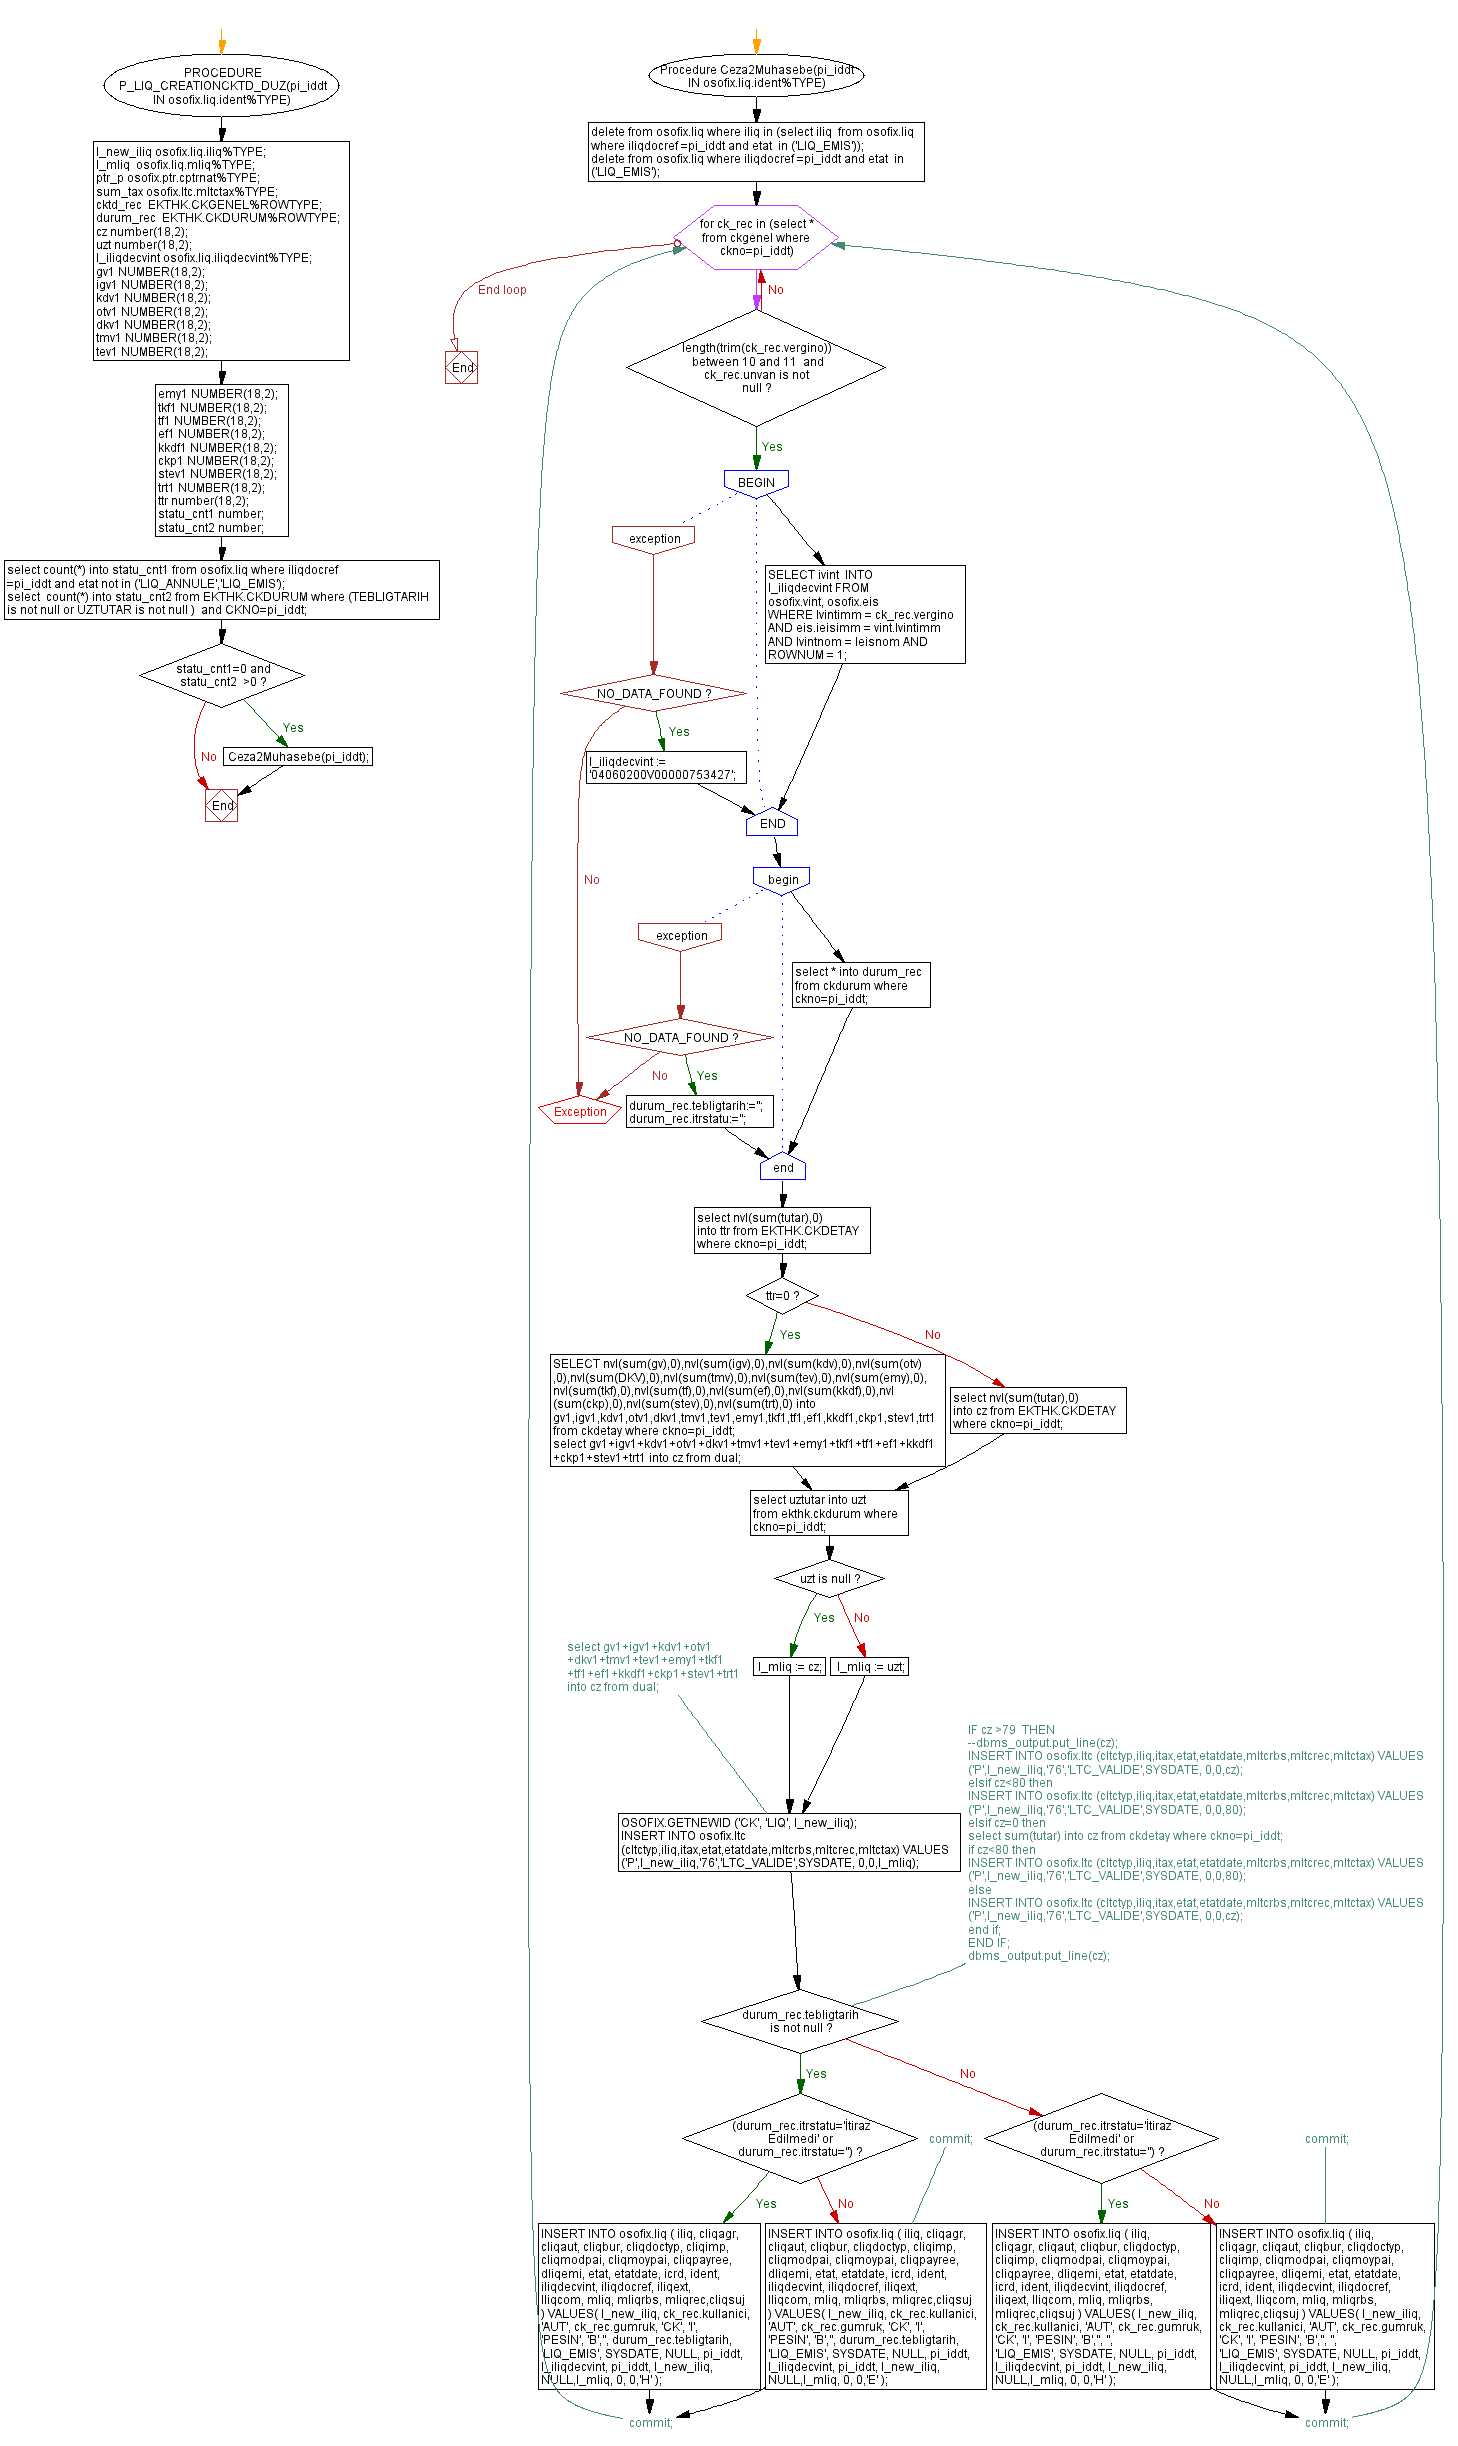 PROCEDURE
P_LIQ_CREATIONCKTD_DUZ(pi_iddt
IN osofix.liq.ident%TYPE)
l_new_iliq osofix.liq.iliq%TYPE;
l_mliq  osofix.liq.mliq%TYPE;
ptr_p osofix.ptr.cptrnat%TYPE;
sum_tax osofix.ltc.mltctax%TYPE;
cktd_rec  EKTHK.CKGENEL%ROWTYPE;
durum_rec  EKTHK.CKDURUM%ROWTYPE;
cz number(18,2);
uzt number(18,2);
l_iliqdecvint osofix.liq.iliqdecvint%TYPE;
gv1 NUMBER(18,2);
igv1 NUMBER(18,2);
kdv1 NUMBER(18,2);
otv1 NUMBER(18,2);
dkv1 NUMBER(18,2);
tmv1 NUMBER(18,2);
tev1 NUMBER(18,2);
emy1 NUMBER(18,2);
tkf1 NUMBER(18,2);
tf1 NUMBER(18,2);
ef1 NUMBER(18,2);
kkdf1 NUMBER(18,2);
ckp1 NUMBER(18,2);
stev1 NUMBER(18,2);
trt1 NUMBER(18,2);
ttr number(18,2);
statu_cnt1 number;
statu_cnt2 number;
select count(*) into statu_cnt1 from osofix.liq where iliqdocref
=pi_iddt and etat not in ('LIQ_ANNULE','LIQ_EMIS');
select  count(*) into statu_cnt2 from EKTHK.CKDURUM where (TEBLIGTARIH
is not null or UZTUTAR is not null )  and CKNO=pi_iddt;
statu_cnt1=0 and
statu_cnt2  >0 ?
Yes
No
Ceza2Muhasebe(pi_iddt);
End
Procedure Ceza2Muhasebe(pi_iddt
IN osofix.liq.ident%TYPE)
delete from osofix.liq where iliq in (select iliq  from osofix.liq
where iliqdocref =pi_iddt and etat  in ('LIQ_EMIS'));
delete from osofix.liq where iliqdocref =pi_iddt and etat  in
('LIQ_EMIS');
for ck_rec in (select *
from ckgenel where
ckno=pi_iddt)
End loop
No
End
length(trim(ck_rec.vergino))
between 10 and 11  and
ck_rec.unvan is not
null ?
Yes
BEGIN
exception
SELECT ivint  INTO
l_iliqdecvint FROM
osofix.vint, osofix.eis
WHERE lvintimm = ck_rec.vergino
AND eis.ieisimm = vint.lvintimm
AND lvintnom = leisnom AND
ROWNUM = 1;
NO_DATA_FOUND ?
Yes
l_iliqdecvint :=
'04060200V00000753427';
END
No
begin
exception
select * into durum_rec
from ckdurum where
ckno=pi_iddt;
NO_DATA_FOUND ?
No
Yes
Exception
durum_rec.tebligtarih:='';
durum_rec.itrstatu:='';
end
select nvl(sum(tutar),0)
into ttr from EKTHK.CKDETAY
where ckno=pi_iddt;
ttr=0 ?
Yes
No
SELECT nvl(sum(gv),0),nvl(sum(igv),0),nvl(sum(kdv),0),nvl(sum(otv)
,0),nvl(sum(DKV),0),nvl(sum(tmv),0),nvl(sum(tev),0),nvl(sum(emy),0),
nvl(sum(tkf),0),nvl(sum(tf),0),nvl(sum(ef),0),nvl(sum(kkdf),0),nvl
(sum(ckp),0),nvl(sum(stev),0),nvl(sum(trt),0) into
gv1,igv1,kdv1,otv1,dkv1,tmv1,tev1,emy1,tkf1,tf1,ef1,kkdf1,ckp1,stev1,trt1
from ckdetay where ckno=pi_iddt;
select gv1+igv1+kdv1+otv1+dkv1+tmv1+tev1+emy1+tkf1+tf1+ef1+kkdf1
+ckp1+stev1+trt1 into cz from dual;
select nvl(sum(tutar),0)
into cz from EKTHK.CKDETAY
where ckno=pi_iddt;
select uztutar into uzt
from ekthk.ckdurum where
ckno=pi_iddt;
uzt is null ?
Yes
No
l_mliq := cz;
l_mliq := uzt;
select gv1+igv1+kdv1+otv1
+dkv1+tmv1+tev1+emy1+tkf1
+tf1+ef1+kkdf1+ckp1+stev1+trt1
into cz from dual;
OSOFIX.GETNEWID ('CK', 'LIQ', l_new_iliq);
INSERT INTO osofix.ltc
(cltctyp,iliq,itax,etat,etatdate,mltcrbs,mltcrec,mltctax) VALUES
('P',l_new_iliq,'76','LTC_VALIDE',SYSDATE, 0,0,l_mliq);
IF cz >79  THEN
--dbms_output.put_line(cz);
INSERT INTO osofix.ltc (cltctyp,iliq,itax,etat,etatdate,mltcrbs,mltcrec,mltctax) VALUES
('P',l_new_iliq,'76','LTC_VALIDE',SYSDATE, 0,0,cz);
elsif cz<80 then
INSERT INTO osofix.ltc (cltctyp,iliq,itax,etat,etatdate,mltcrbs,mltcrec,mltctax) VALUES
('P',l_new_iliq,'76','LTC_VALIDE',SYSDATE, 0,0,80);
elsif cz=0 then
select sum(tutar) into cz from ckdetay where ckno=pi_iddt;
if cz<80 then
INSERT INTO osofix.ltc (cltctyp,iliq,itax,etat,etatdate,mltcrbs,mltcrec,mltctax) VALUES
('P',l_new_iliq,'76','LTC_VALIDE',SYSDATE, 0,0,80);
else
INSERT INTO osofix.ltc (cltctyp,iliq,itax,etat,etatdate,mltcrbs,mltcrec,mltctax) VALUES
('P',l_new_iliq,'76','LTC_VALIDE',SYSDATE, 0,0,cz);
end if;
END IF;
dbms_output.put_line(cz);
durum_rec.tebligtarih
is not null ?
Yes
No
(durum_rec.itrstatu='İtiraz
Edilmedi' or
durum_rec.itrstatu='') ?
commit;
(durum_rec.itrstatu='İtiraz
Edilmedi' or
durum_rec.itrstatu='') ?
commit;
Yes
No
Yes
No
INSERT INTO osofix.liq ( iliq, cliqagr,
cliqaut, cliqbur, cliqdoctyp, cliqimp,
cliqmodpai, cliqmoypai, cliqpayree,
dliqemi, etat, etatdate, icrd, ident,
iliqdecvint, iliqdocref, iliqext,
lliqcom, mliq, mliqrbs, mliqrec,cliqsuj
) VALUES( l_new_iliq, ck_rec.kullanici,
'AUT', ck_rec.gumruk, 'CK', 'I',
'PESIN', 'B','', durum_rec.tebligtarih,
'LIQ_EMIS', SYSDATE, NULL, pi_iddt,
l_iliqdecvint, pi_iddt, l_new_iliq,
NULL,l_mliq, 0, 0,'H' );
INSERT INTO osofix.liq ( iliq, cliqagr,
cliqaut, cliqbur, cliqdoctyp, cliqimp,
cliqmodpai, cliqmoypai, cliqpayree,
dliqemi, etat, etatdate, icrd, ident,
iliqdecvint, iliqdocref, iliqext,
lliqcom, mliq, mliqrbs, mliqrec,cliqsuj
) VALUES( l_new_iliq, ck_rec.kullanici,
'AUT', ck_rec.gumruk, 'CK', 'I',
'PESIN', 'B','', durum_rec.tebligtarih,
'LIQ_EMIS', SYSDATE, NULL, pi_iddt,
l_iliqdecvint, pi_iddt, l_new_iliq,
NULL,l_mliq, 0, 0,'E' );
INSERT INTO osofix.liq ( iliq,
cliqagr, cliqaut, cliqbur, cliqdoctyp,
cliqimp, cliqmodpai, cliqmoypai,
cliqpayree, dliqemi, etat, etatdate,
icrd, ident, iliqdecvint, iliqdocref,
iliqext, lliqcom, mliq, mliqrbs,
mliqrec,cliqsuj ) VALUES( l_new_iliq,
ck_rec.kullanici, 'AUT', ck_rec.gumruk,
'CK', 'I', 'PESIN', 'B','', '',
'LIQ_EMIS', SYSDATE, NULL, pi_iddt,
l_iliqdecvint, pi_iddt, l_new_iliq,
NULL,l_mliq, 0, 0,'H' );
INSERT INTO osofix.liq ( iliq,
cliqagr, cliqaut, cliqbur, cliqdoctyp,
cliqimp, cliqmodpai, cliqmoypai,
cliqpayree, dliqemi, etat, etatdate,
icrd, ident, iliqdecvint, iliqdocref,
iliqext, lliqcom, mliq, mliqrbs,
mliqrec,cliqsuj ) VALUES( l_new_iliq,
ck_rec.kullanici, 'AUT', ck_rec.gumruk,
'CK', 'I', 'PESIN', 'B','', '',
'LIQ_EMIS', SYSDATE, NULL, pi_iddt,
l_iliqdecvint, pi_iddt, l_new_iliq,
NULL,l_mliq, 0, 0,'E' );
commit;
commit;